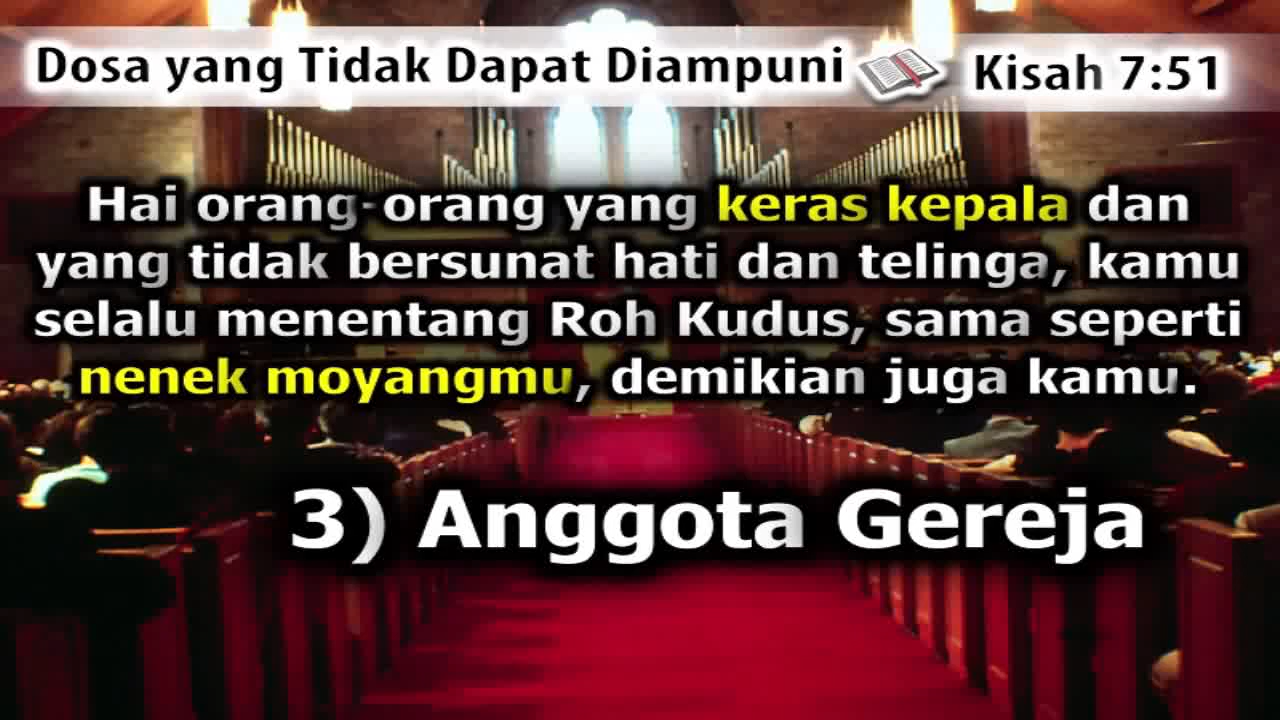 Dosa yang Tidak Dapat Diampuni Kisah 7:51
Hai orang-orang yang keras kepala dan
yang tidak bersunat hati dan telinga, kamu
selalu menentang Roh Kudus, sama seperti
nenek moyangmu, demikian juga kamu.
3) Anggota Gereja